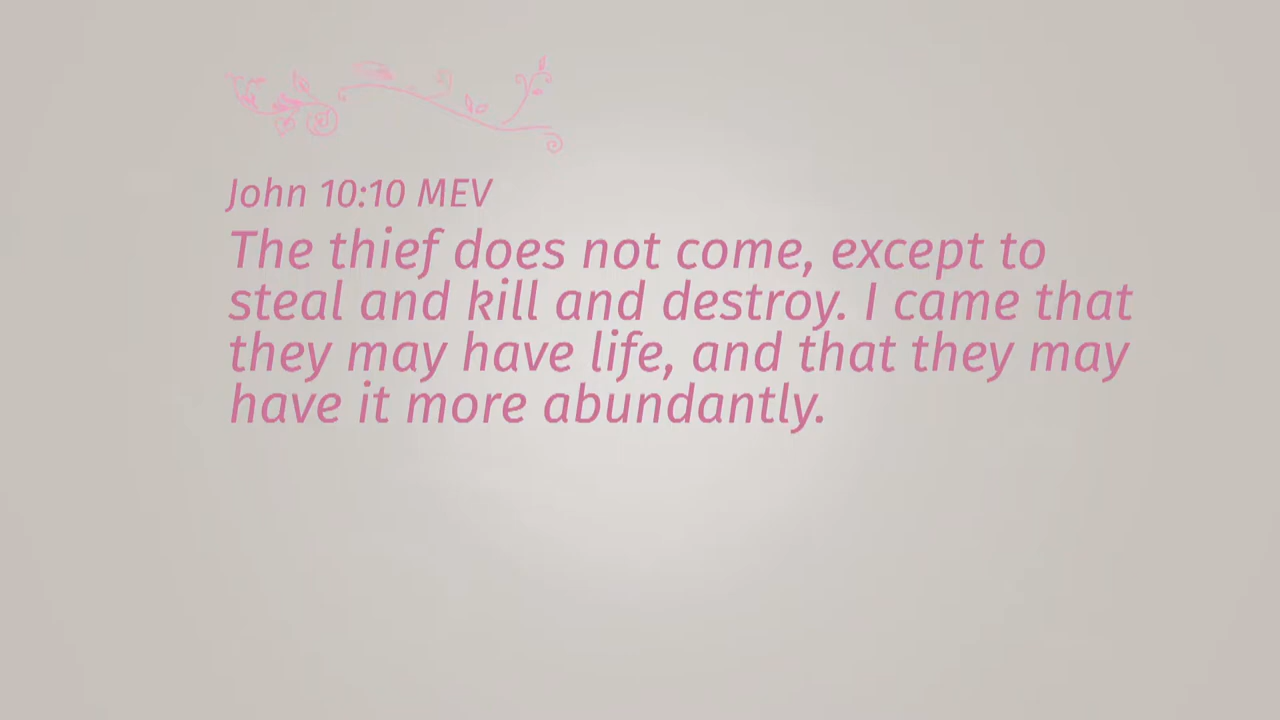 John 10:10 MEV
The thief does not come, except to
steal and kill and destroy. I came that
they may have life, and that they may
have it more abundantly.